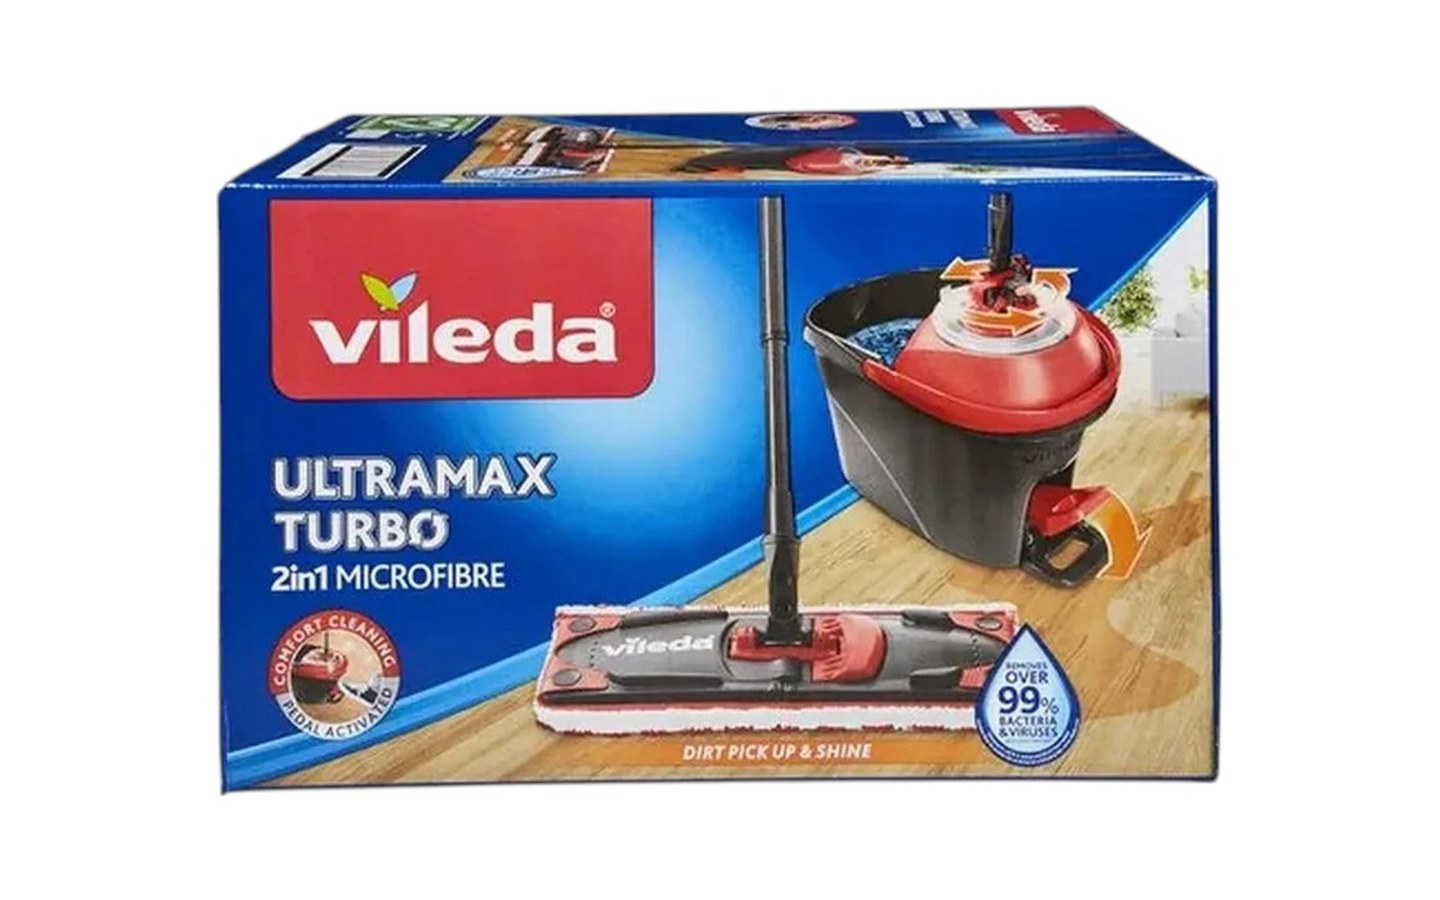 vileda®
ULTRAMAX
TURBO
2in1 MICROFIBRE
COMFORT CLEANING
PEDAL ACTIVATED
vileda
DIRT PICK UP & SHINE
REMOVES
OVER
99%
BACTERIA
& VIRUSES